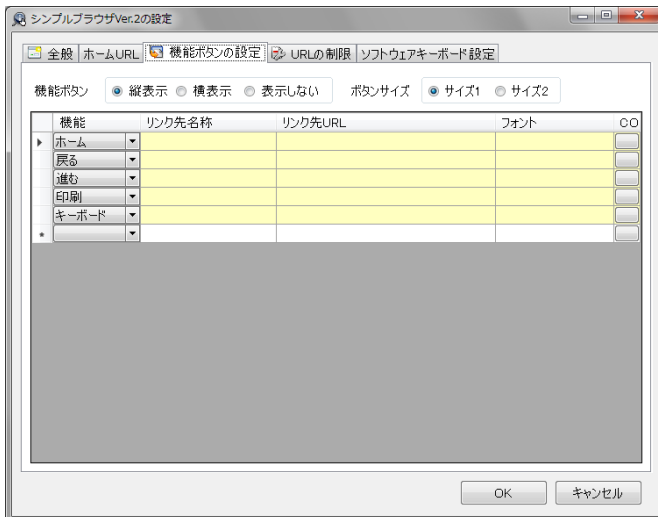 シンプルブラウザVer.2の設定
全般 ホームURL 機能ボタンの設定 URLの制限 ソフトウェアキーボード設定
機能ボタン 縦表示 横表示 表示しない ボタンサイズ サイズ1 サイズ2
機能 リンク先名称 リンク先URL フォント CO
ホーム
戻る
進む
印刷
キーボード
*
OK キャンセル